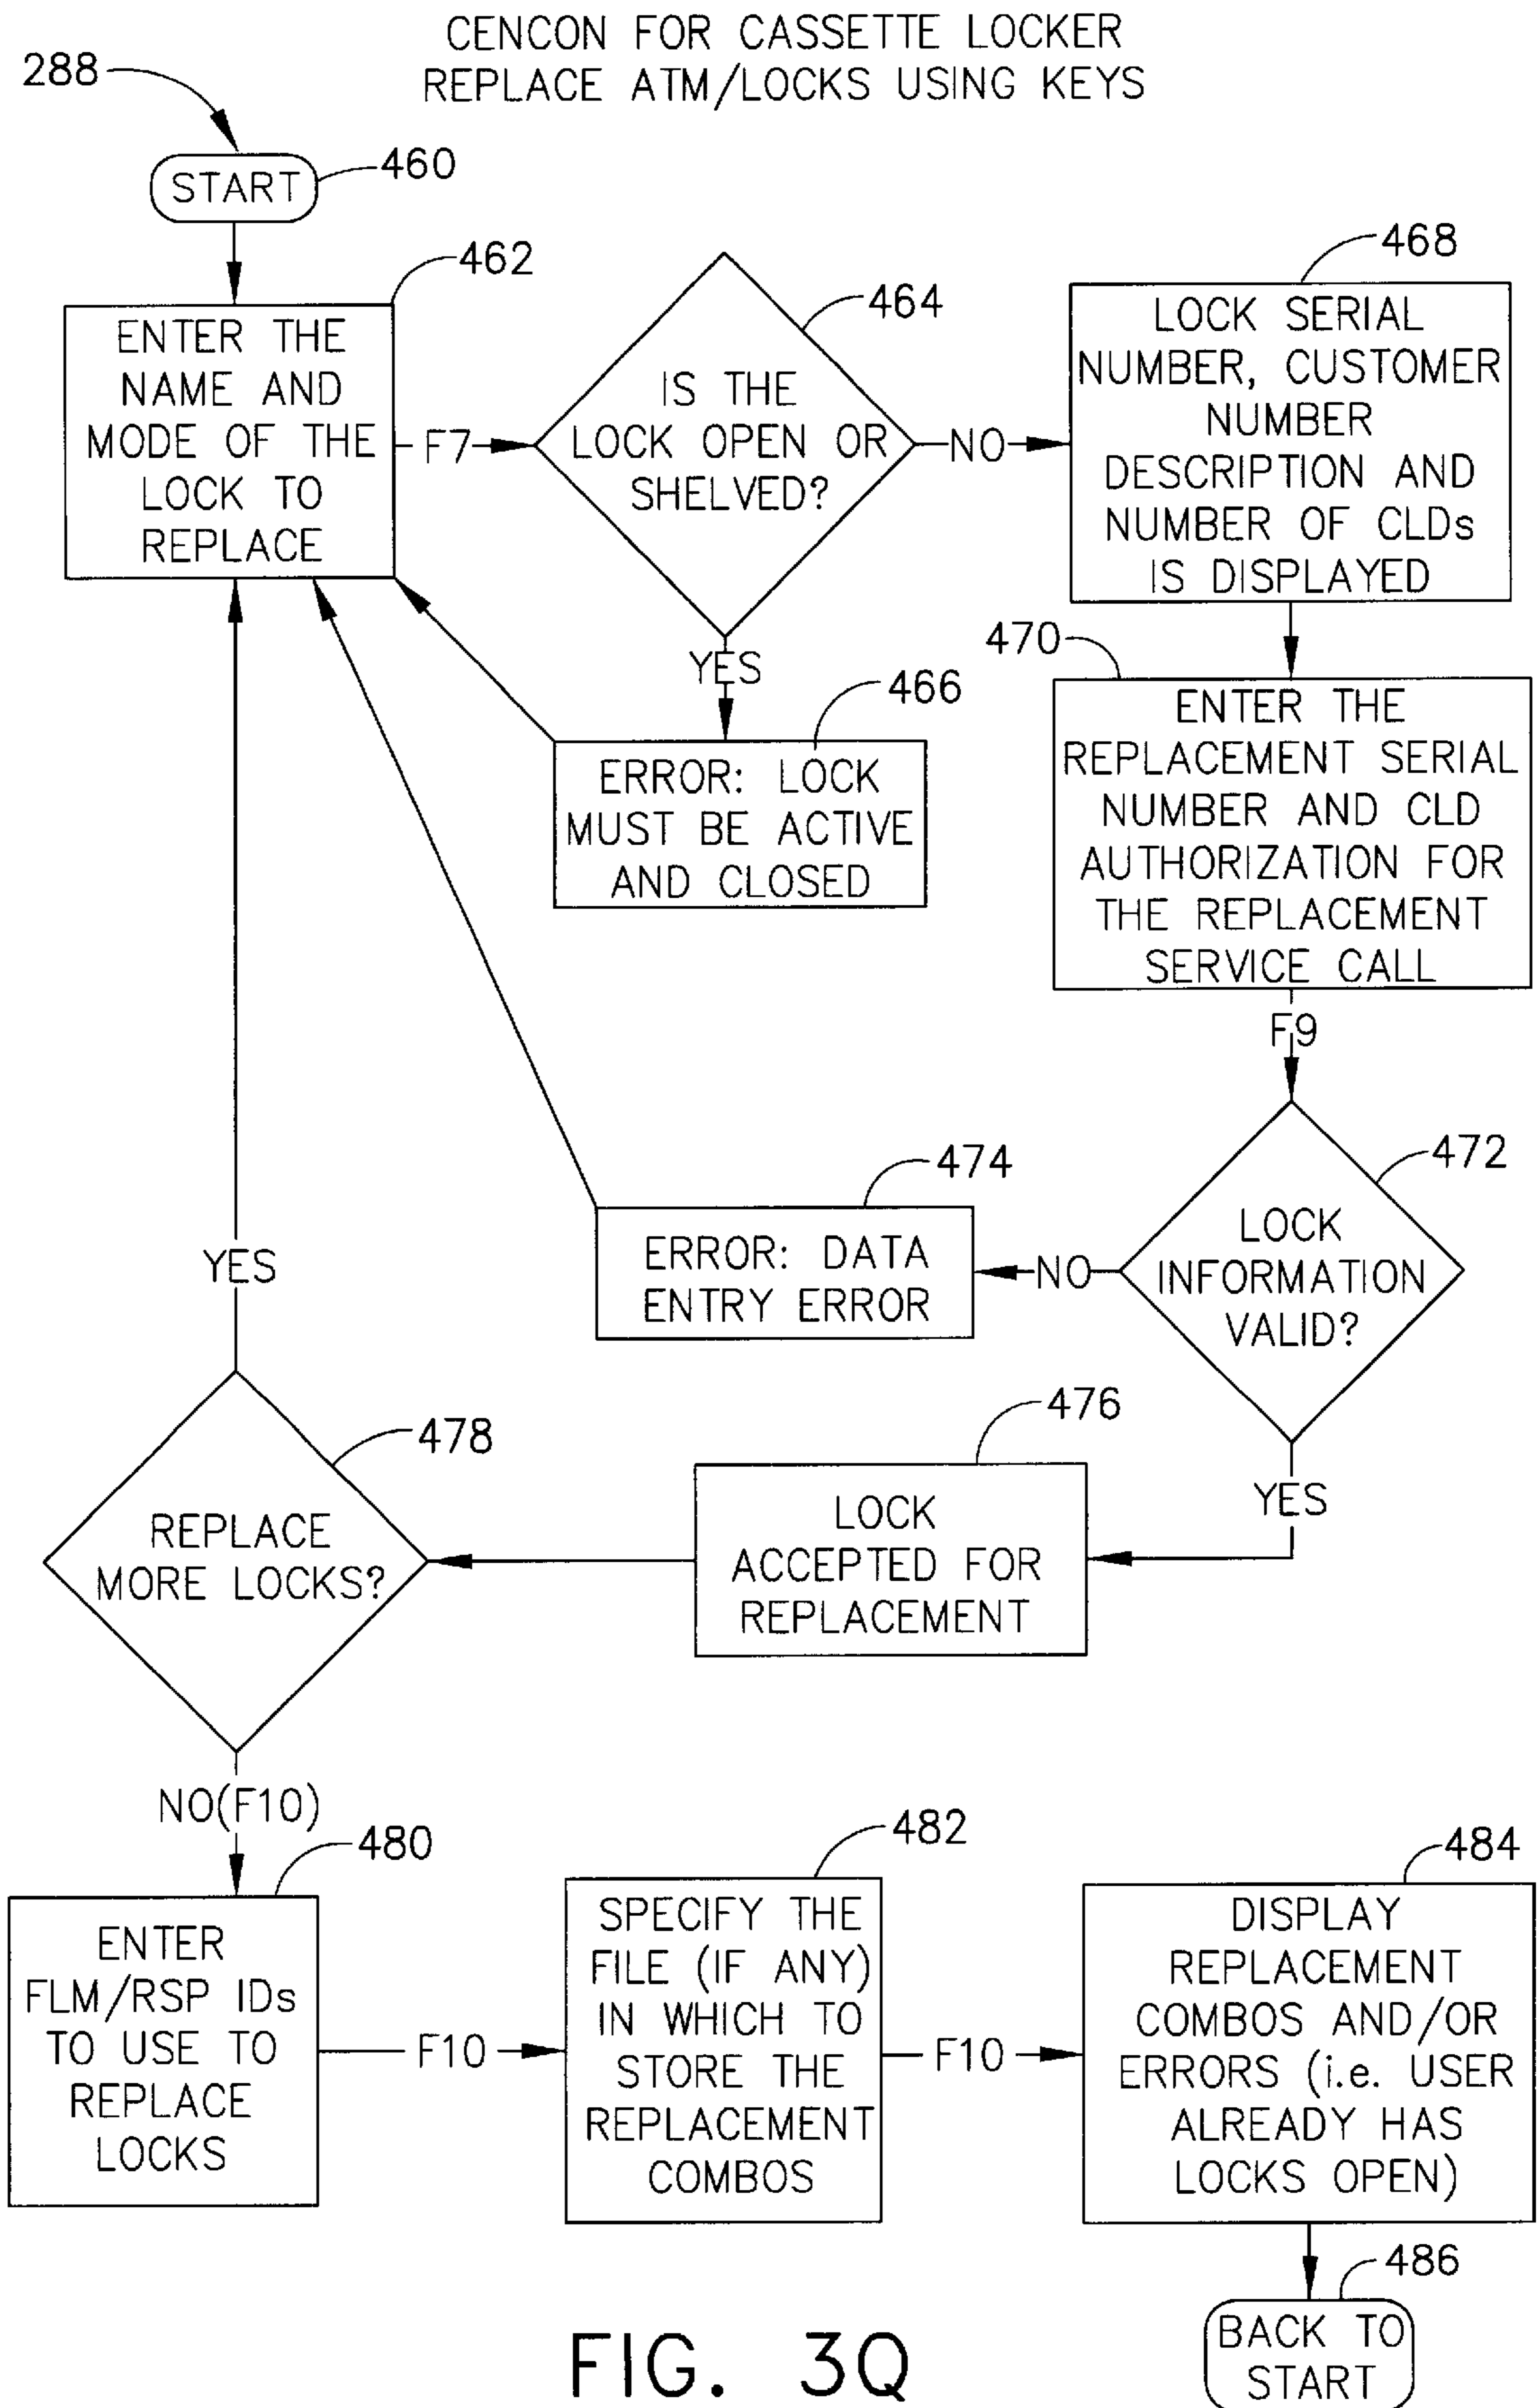 CENCON FOR CASSETTE LOCKER
REPLACE ATM/LOCKS USING KEYS
288
START
460
462
ENTER THE
NAME AND
MODE OF THE
LOCK TO
REPLACE
F7
464
IS THE
LOCK OPEN OR
SHELVED?
NO
468
LOCK SERIAL
NUMBER, CUSTOMER
NUMBER
DESCRIPTION AND
NUMBER OF CLDs
IS DISPLAYED
YES
466
ERROR: LOCK
MUST BE ACTIVE
AND CLOSED
470
ENTER THE
REPLACEMENT SERIAL
NUMBER AND CLD
AUTHORIZATION FOR
THE REPLACEMENT
SERVICE CALL
F9
472
LOCK
INFORMATION
VALID?
NO
474
ERROR: DATA
ENTRY ERROR
YES
YES
476
LOCK
ACCEPTED FOR
REPLACEMENT
478
REPLACE
MORE LOCKS?
NO(F10)
480
ENTER
FLM/RSP IDs
TO USE TO
REPLACE
LOCKS
F10
482
SPECIFY THE
FILE (IF ANY)
IN WHICH TO
STORE THE
REPLACEMENT
COMBOS
F10
484
DISPLAY
REPLACEMENT
COMBOS AND/OR
ERRORS (i.e. USER
ALREADY HAS
LOCKS OPEN)
486
BACK TO
START
FIG. 3Q